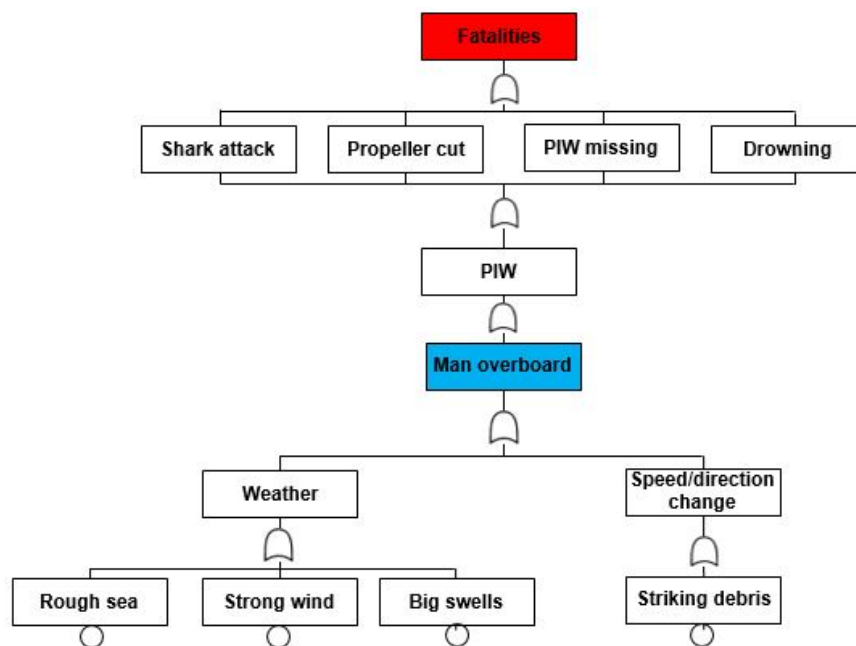 Fatalities
Shark attack
Propeller cut
PIW missing
Drowning
PIW
Man overboard
Weather
Speed/direction
change
Rough sea
Strong wind
Big swells
Striking debris